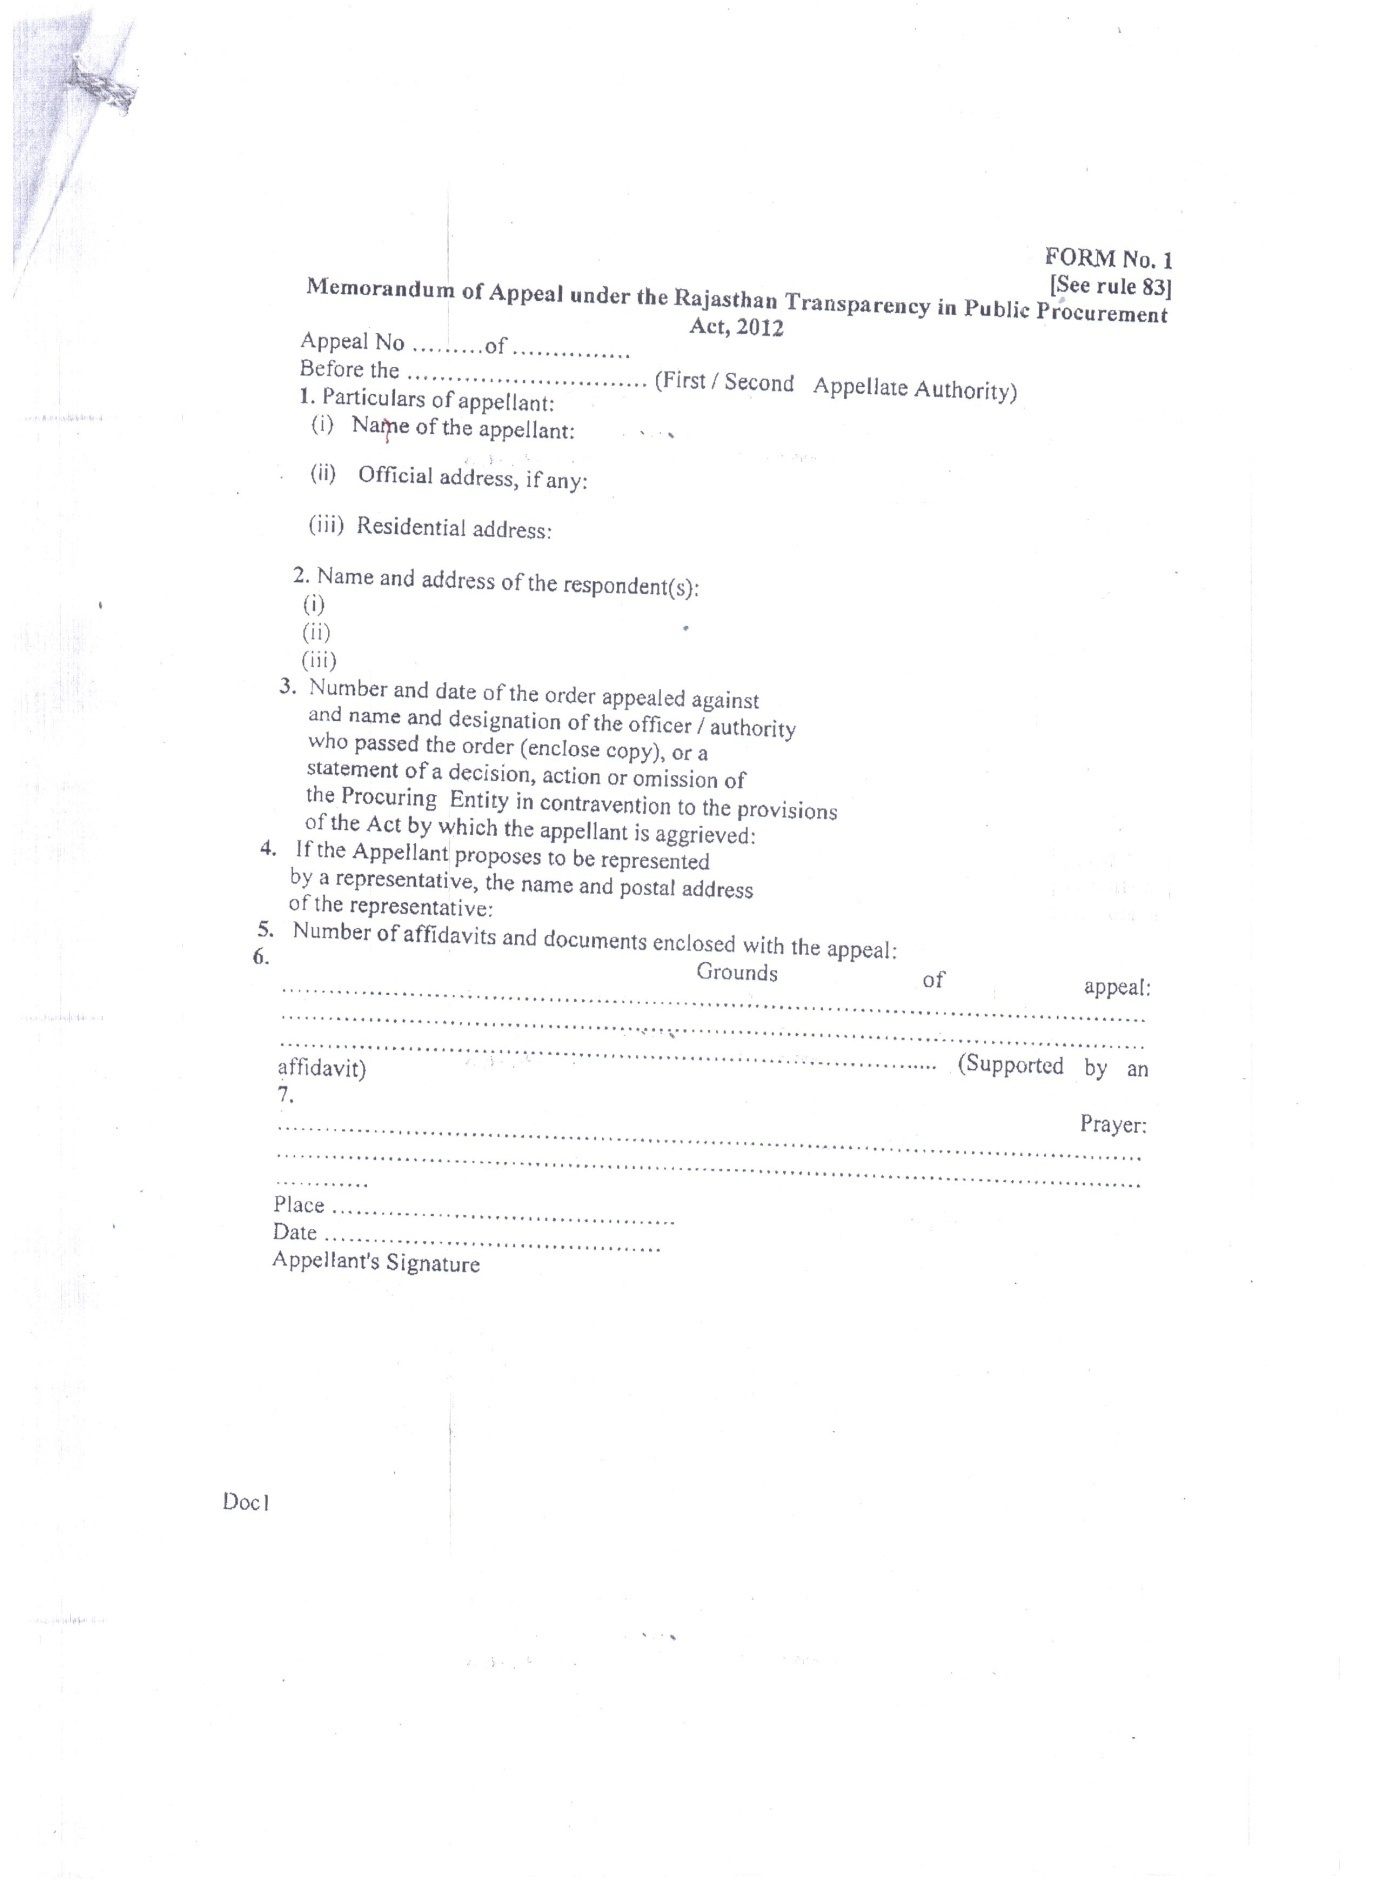 FORM No. 1
[See rule 83]
Memorandum of Appeal under the Rajasthan Transparency in Public Procurement
Act, 2012
Appeal No .........of ...............
Before the .............................. (First / Second Appellate Authority)
1. Particulars of appellant:
(i) Name of the appellant:
(ii) Official address, if any:
(iii) Residential address:
2. Name and address of the respondent(s):
(i)
(ii)
(iii)
3. Number and date of the order appealed against
and name and designation of the officer / authority
who passed the order (enclose copy), or a
statement of a decision, action or omission of
the Procuring Entity in contravention to the provisions
of the Act by which the appellant is aggrieved:
4. If the Appellant proposes to be represented
by a representative, the name and postal address
of the representative:
5. Number of affidavits and documents enclosed with the appeal:
6.
Grounds of appeal:
..............................................................................................................
..............................................................................................................
................................................................................... (Supported by an
affidavit)
7.
Prayer:
..............................................................................................................
..............................................................................................................
............
Place ...........................................
Date ..........................................
Appellant's Signature
Doc1